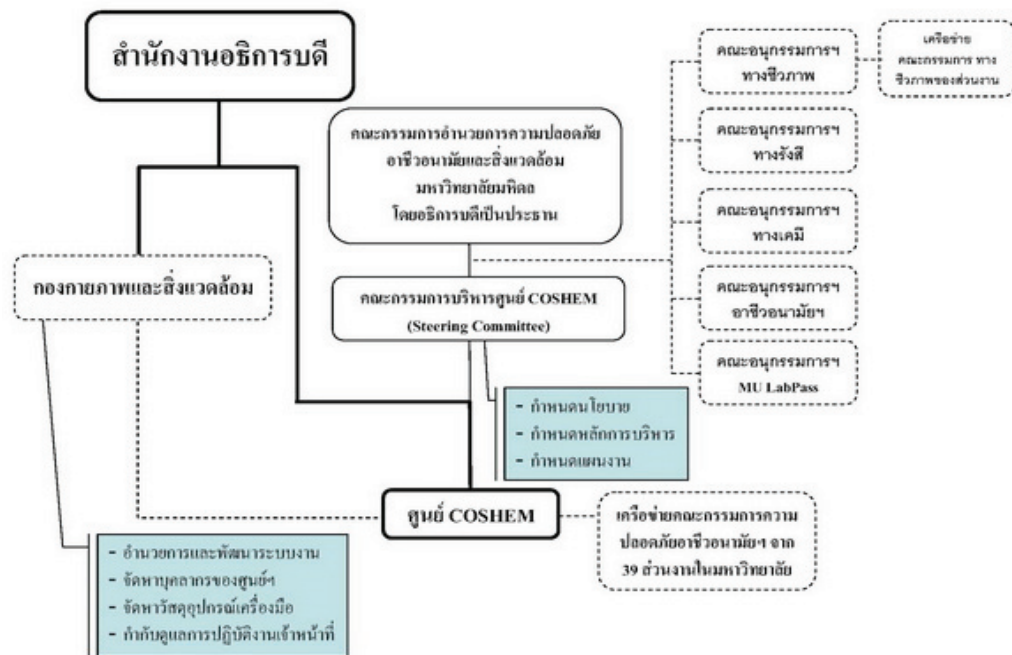 สำนักงานอธิการบดี
คณะกรรมการอำนวยการความปลอดภัย
อาชีวอนามัยและสิ่งแวดล้อม
มหาวิทยาลัยมหิดล
โดยอธิการบดีเป็นประธาน
คณะอนุกรรมการฯ
ทางชีวภาพ
เครือข่าย
คณะกรรมการ ทาง
ชีวภาพของส่วนงาน
คณะอนุกรรมการฯ
ทางรังสี
คณะอนุกรรมการฯ
ทางเคมี
กองกายภาพและสิ่งแวดล้อม
คณะกรรมการบริหารศูนย์ COSHEM
(Steering Committee)
คณะอนุกรรมการฯ
อาชีวอนามัยฯ
คณะอนุกรรมการฯ
MU LabPass
- กำหนดนโยบาย
- กำหนดหลักการบริหาร
- กำหนดแผนงาน
ศูนย์ COSHEM
เครือข่ายคณะกรรมการความ
ปลอดภัยอาชีวอนามัยฯ จาก
39 ส่วนงานในมหาวิทยาลัย
- อำนวยการและพัฒนาระบบงาน
- จัดหาบุคลากรของศูนย์ฯ
- จัดหาวัสดุอุปกรณ์เครื่องมือ
- กำกับดูแลการปฏิบัติงานเจ้าหน้าที่